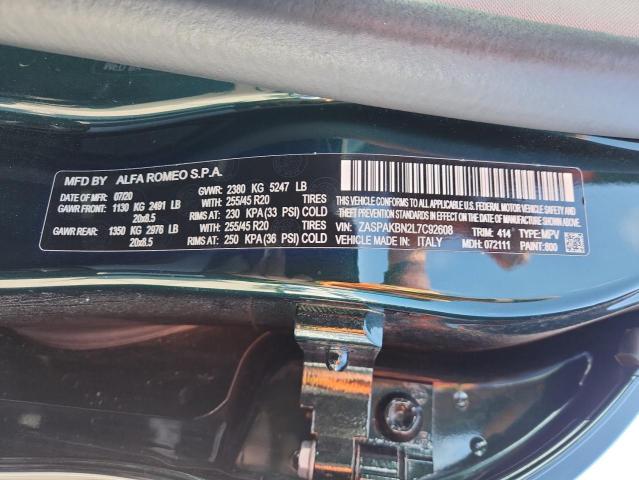 MFD BY ALFA ROMEO S.P.A.
DATE OF MFR: 07/20 GVWR: 2380 KG 5247 LB
GAWR FRONT: 1130 KG 2491 LB WITH: 255/45 R20 TIRES
20x8.5 RIMS AT: 230 KPA (33 PSI) COLD
GAWR REAR: 1350 KG 2976 LB WITH: 255/45 R20 TIRES
20x8.5 RIMS AT: 250 KPA (36 PSI) COLD
THIS VEHICLE CONFORMS TO ALL APPLICABLE U.S. FEDERAL MOTOR VEHICLE
SAFETY, BUMPER, AND THEFT PREVENTION STANDARDS IN EFFECT
ON THE DATE OF MANUFACTURE SHOWN ABOVE.
VIN: ZASPAKBN2L7C92608 TRIM: 414 TYPE: MPV
VEHICLE MADE IN: ITALY MDH: 072111 PAINT: 800